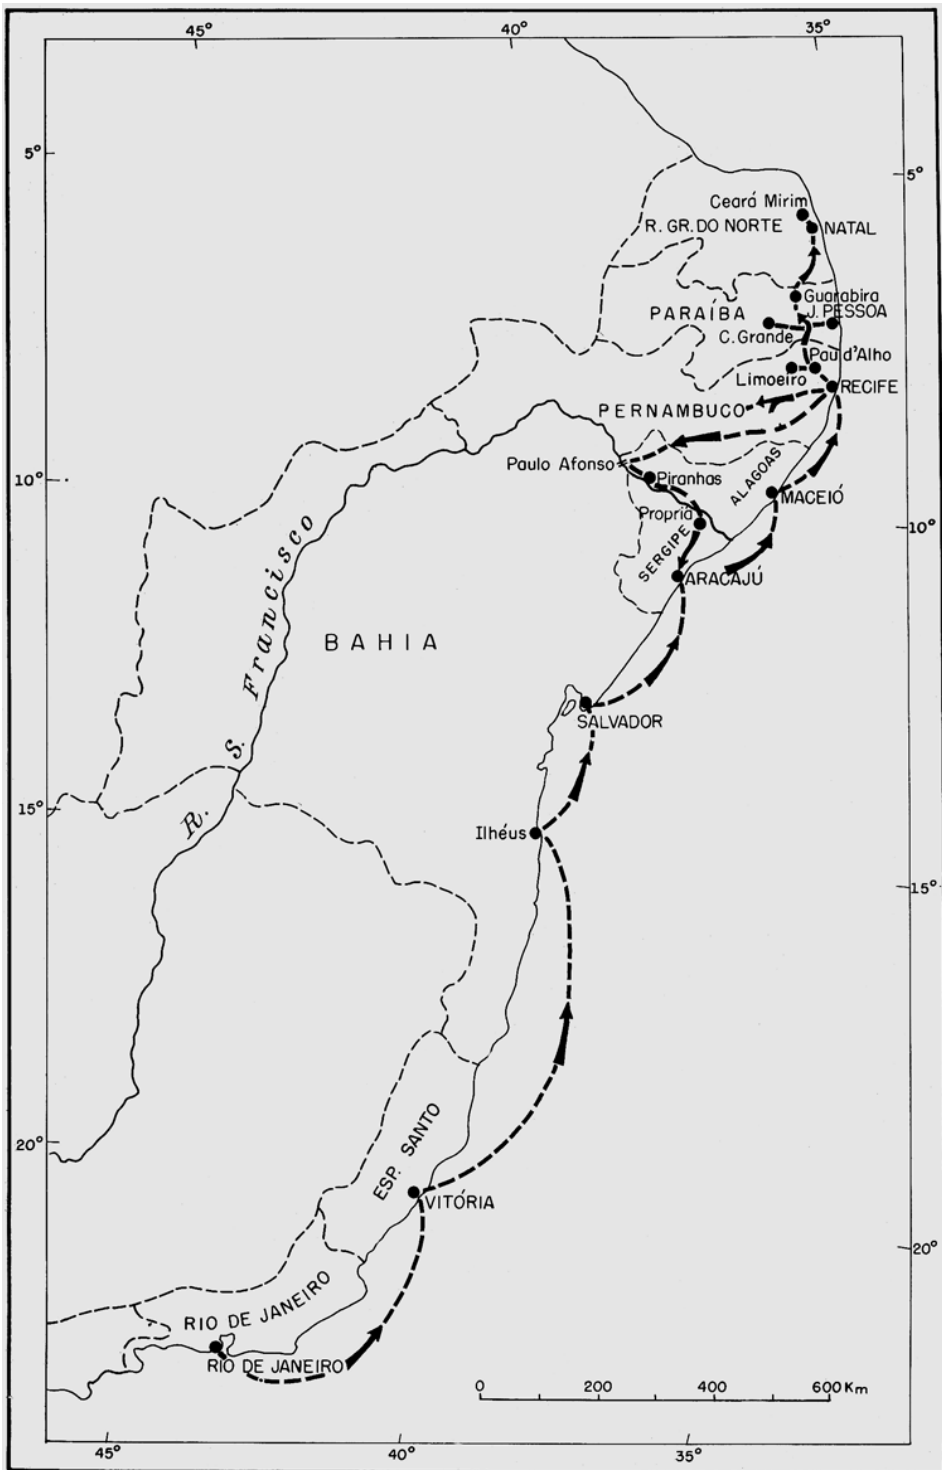 45°
40°
35°
5°
5°
Ceará Mirim
R. GR. DO NORTE
NATAL
Guarabira
PARAÍBA
J. PESSOA
C. Grande
Pau d'Alho
Limoeiro
RECIFE
PERNAMBUCO
Paulo Afonso
Piranhas
ALAGOAS
10°
MACEIÓ
Propriá
10°
SERGIPE
ARACAJÚ
R. S. Francisco
BAHIA
SALVADOR
15°
Ilhéus
15°
20°
ESP. SANTO
VITÓRIA
20°
RIO DE JANEIRO
RIO DE JANEIRO
0 200 400 600 Km
45°
40°
35°